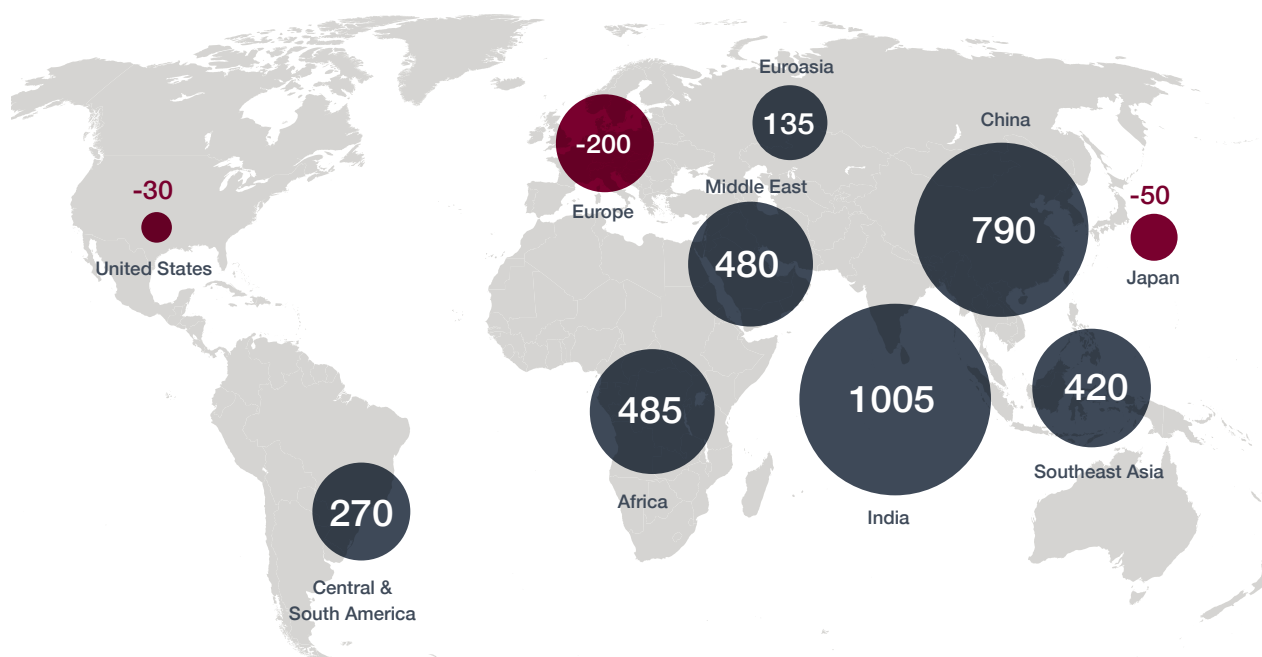 Euroasia
135
China
-200
-30
Middle East
-50
Europe
790
480
United States
Japan
1005
420
485
Southeast Asia
Africa
270
India
Central &
South America